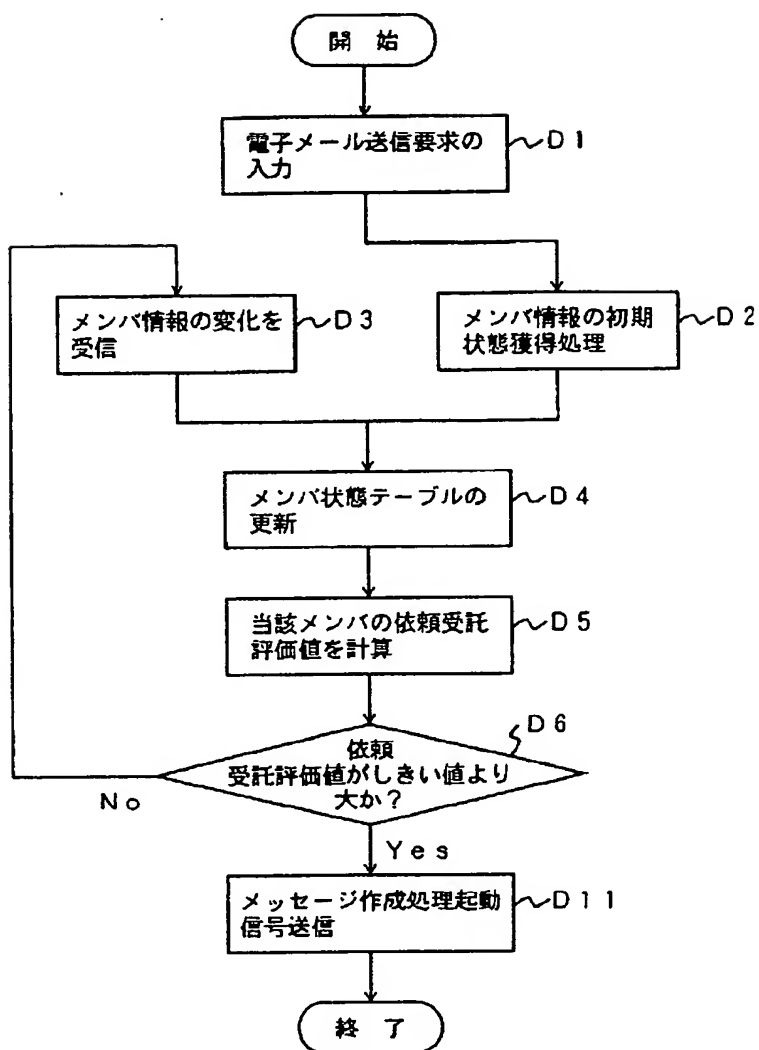 開 始
電子メール送信要求の
入力
D1
メンバ情報の変化を
受信
D3
メンバ情報の初期
状態獲得処理
D2
メンバ状態テーブルの
更新
D4
当該メンバの依頼受託
評価値を計算
D5
D6
依頼
受託評価値がしきい値より
大か?
No
Yes
メッセージ作成処理起動
信号送信
D11
終 了